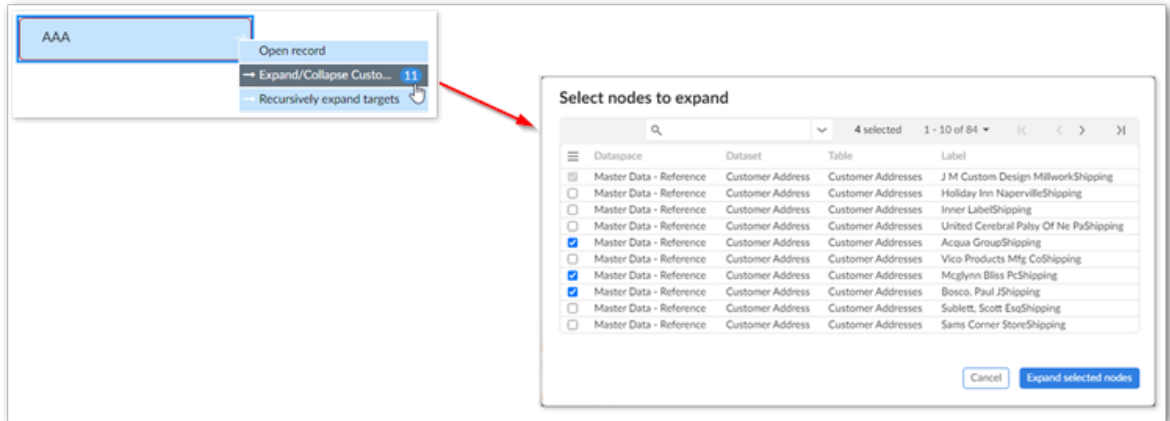 AAA
Open record
→ Expand/Collapse Custo... 11
→ Recursively expand targets
Select nodes to expand
4 selected 1 - 10 of 84
Dataspace Dataset Table Label
Master Data - Reference Customer Address Customer Addresses J M Custom Design MillworkShipping
Master Data - Reference Customer Address Customer Addresses Holiday Inn NapervilleShipping
Master Data - Reference Customer Address Customer Addresses Inner LabelShipping
Master Data - Reference Customer Address Customer Addresses United Cerebral Palsy Of Ne PaShipping
Master Data - Reference Customer Address Customer Addresses Acqua GroupShipping
Master Data - Reference Customer Address Customer Addresses Vico Products Mfg CoShipping
Master Data - Reference Customer Address Customer Addresses Mcglynn Bliss PcShipping
Master Data - Reference Customer Address Customer Addresses Bosco, Paul JShipping
Master Data - Reference Customer Address Customer Addresses Sublett, Scott EsqShipping
Master Data - Reference Customer Address Customer Addresses Sams Corner StoreShipping
Cancel Expand selected nodes